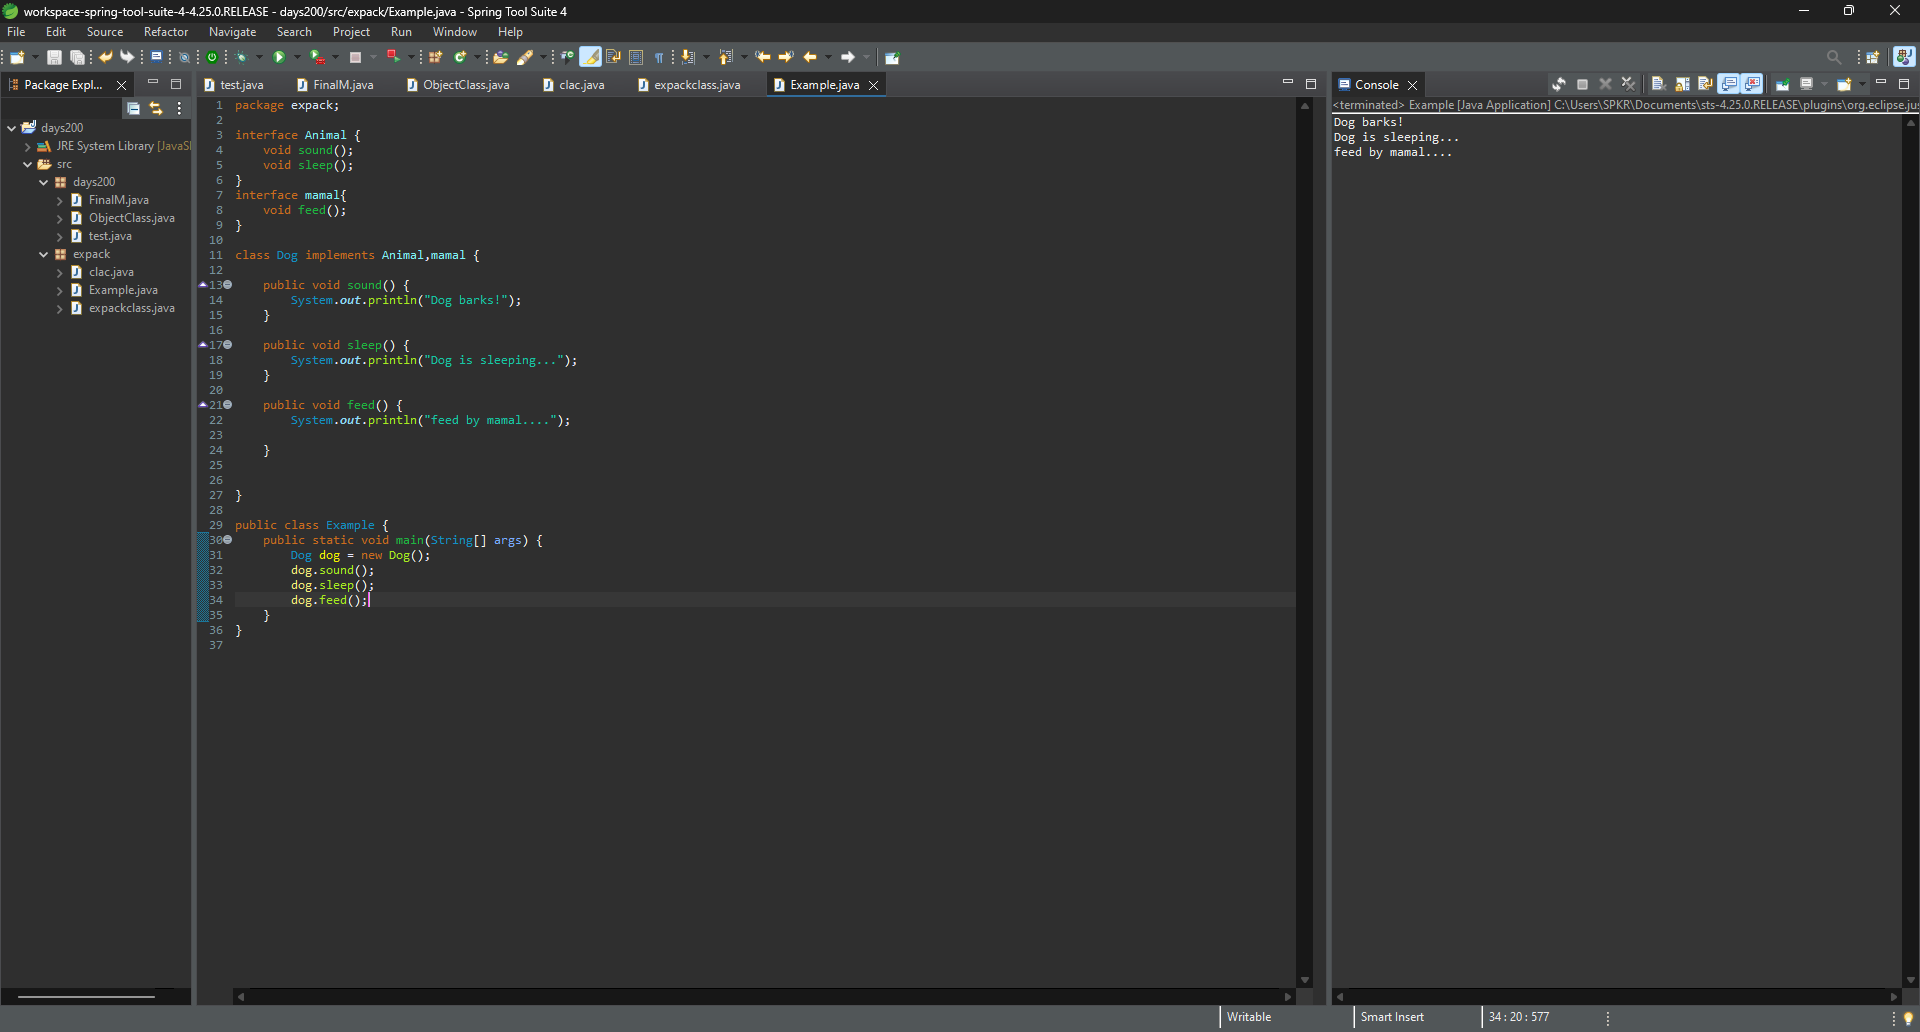 workspace-spring-tool-suite-4-4.25.0.RELEASE - days200/src/expack/Example.java - Spring Tool Suite 4
File Edit Source Refactor Navigate Search Project Run Window Help
Package Expl...
test.java FinalM.java ObjectClass.java clac.java expackclass.java Example.java
Console
days200
JRE System Library [JavaSE
src
days200
FinalM.java
ObjectClass.java
test.java
expack
clac.java
Example.java
expackclass.java
1 package expack;
2
3 interface Animal {
4 void sound();
5 void sleep();
6 }
7 interface mamal{
8 void feed();
9 }
10
11 class Dog implements Animal,mamal {
12
13 public void sound() {
14 System.out.println("Dog barks!");
15 }
16
17 public void sleep() {
18 System.out.println("Dog is sleeping...");
19 }
20
21 public void feed() {
22 System.out.println("feed by mamal....");
23
24 }
25
26
27 }
28
29 public class Example {
30 public static void main(String[] args) {
31 Dog dog = new Dog();
32 dog.sound();
33 dog.sleep();
34 dog.feed();
35 }
36 }
37
<terminated> Example [Java Application] C:\Users\SPKR\Documents\sts-4.25.0.RELEASE\plugins\org.eclipse.jus
Dog barks!
Dog is sleeping...
feed by mamal....
Writable Smart Insert 34 : 20 : 577